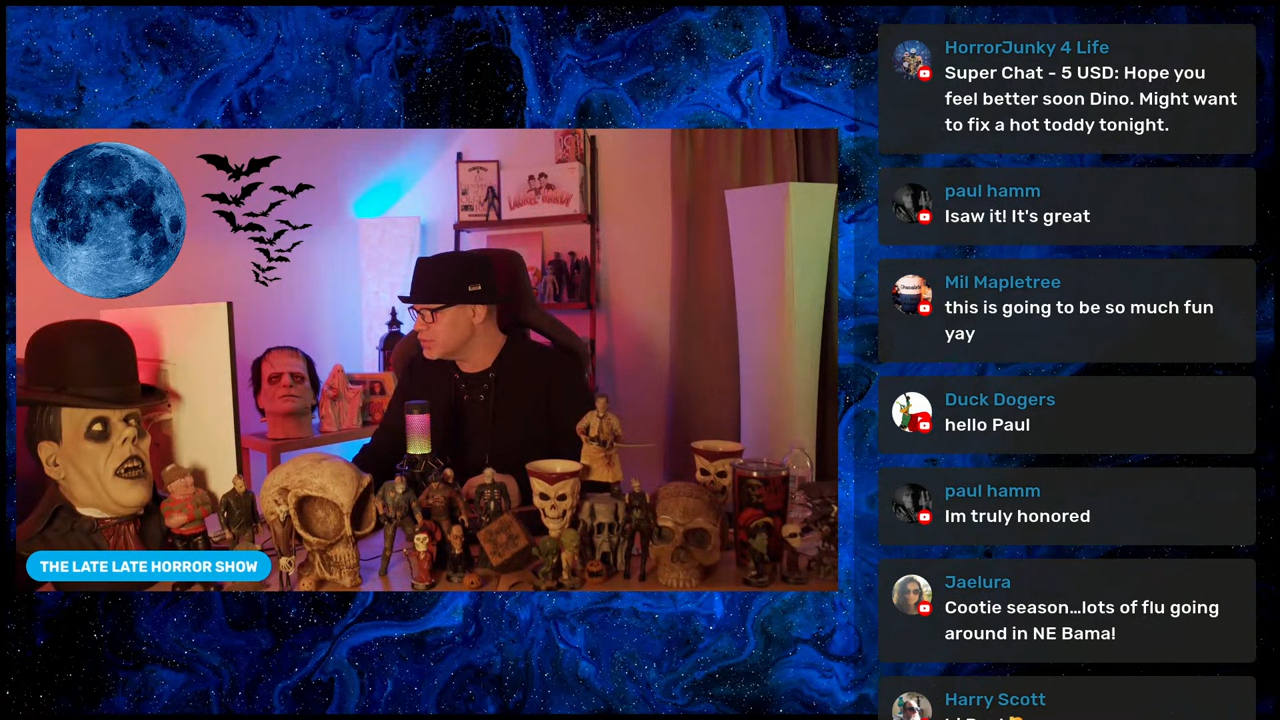 HorrorJunky 4 Life
Super Chat - 5 USD: Hope you
feel better soon Dino. Might want
to fix a hot toddy tonight.
paul hamm
Isaw it! It's great
Mil Mapletree
this is going to be so much fun
yay
Duck Dogers
hello Paul
paul hamm
Im truly honored
Jaelura
Cootie season...lots of flu going
around in NE Bama!
Harry Scott
LAUREL HARDY
THE LATE LATE HORROR SHOW